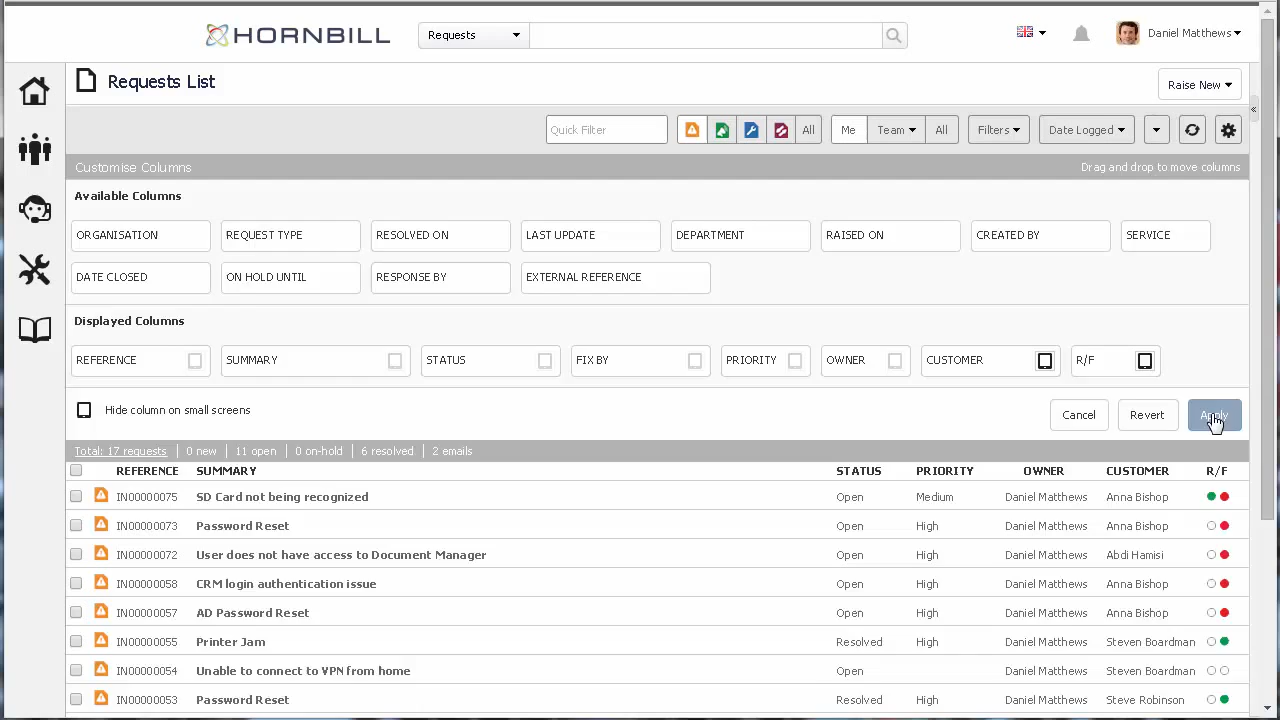 HORNBILL
Requests
Daniel Matthews
Requests List
Raise New
Quick Filter
All
Me
Team
All
Filters
Date Logged
«
Customise Columns
Drag and drop to move columns
Available Columns
ORGANISATION
REQUEST TYPE
RESOLVED ON
LAST UPDATE
DEPARTMENT
RAISED ON
CREATED BY
SERVICE
DATE CLOSED
ON HOLD UNTIL
RESPONSE BY
EXTERNAL REFERENCE
Displayed Columns
REFERENCE
SUMMARY
STATUS
FIX BY
PRIORITY
OWNER
CUSTOMER
R/F
Hide column on small screens
Cancel
Revert
Apply
Total: 17 requests | 0 new | 11 open | 0 on-hold | 6 resolved | 2 emails
REFERENCE SUMMARY STATUS PRIORITY OWNER CUSTOMER R/F
IN00000075 SD Card not being recognized Open Medium Daniel Matthews Anna Bishop
IN00000073 Password Reset Open High Daniel Matthews Anna Bishop
IN00000072 User does not have access to Document Manager Open High Daniel Matthews Abdi Hamisi
IN00000058 CRM login authentication issue Open High Daniel Matthews Anna Bishop
IN00000057 AD Password Reset Open High Daniel Matthews Anna Bishop
IN00000055 Printer Jam Resolved High Daniel Matthews Steven Boardman
IN00000054 Unable to connect to VPN from home Open Daniel Matthews Steven Boardman
IN00000053 Password Reset Resolved High Daniel Matthews Steve Robinson